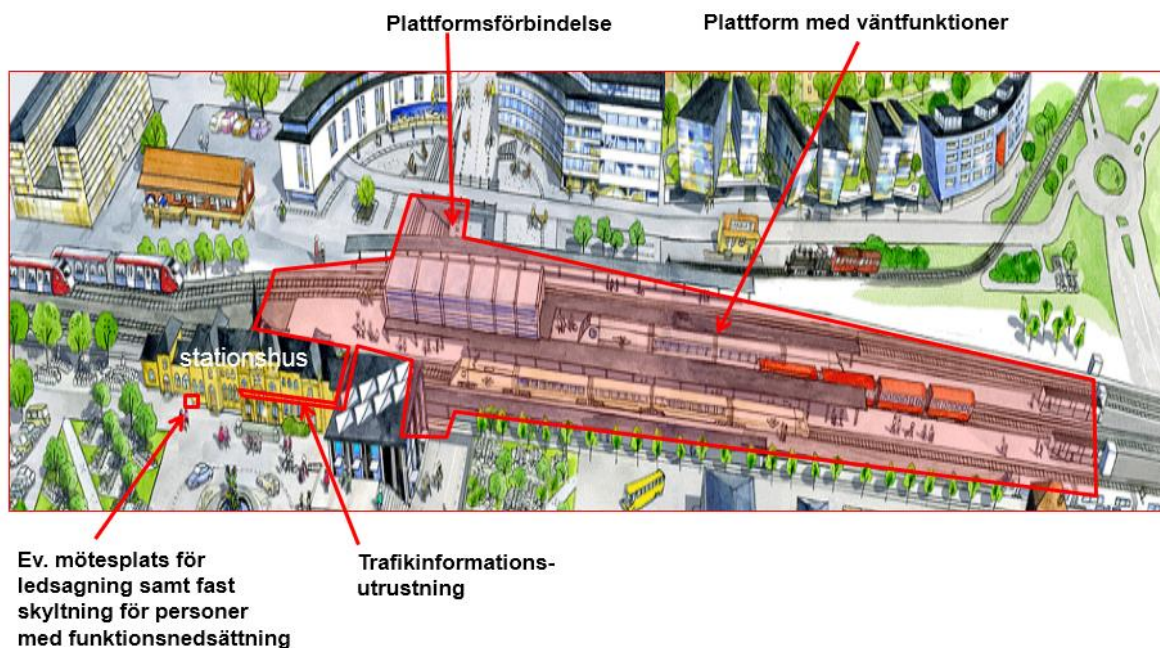 Plattformsförbindelse
Plattform med väntfunktioner
stationshus
Ev. mötesplats för
ledsagning samt fast
skyltning för personer
med funktionsnedsättning
Trafikinformations-
utrustning